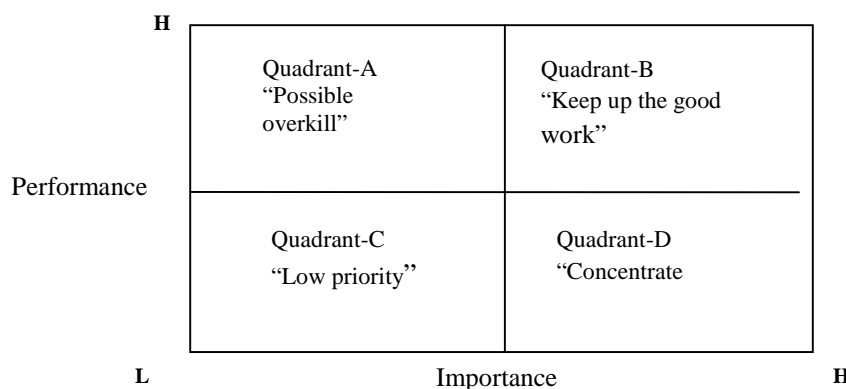 H
Quadrant-A
“Possible
overkill”
Quadrant-B
“Keep up the good
work”
Performance
Quadrant-C
“Low priority”
Quadrant-D
“Concentrate
L
Importance
H